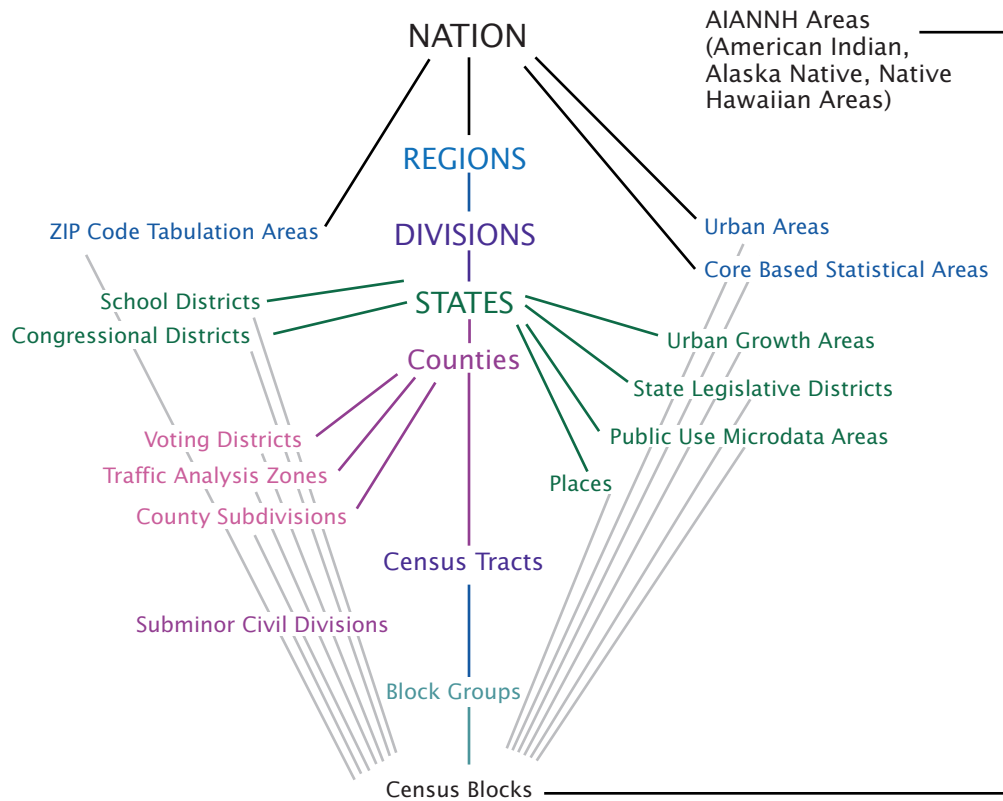 NATION
AIANNH Areas
(American Indian,
Alaska Native, Native
Hawaiian Areas)
REGIONS
ZIP Code Tabulation Areas
DIVISIONS
Urban Areas
Core Based Statistical Areas
School Districts
STATES
Congressional Districts
Urban Growth Areas
Counties
State Legislative Districts
Voting Districts
Public Use Microdata Areas
Traffic Analysis Zones
Places
County Subdivisions
Census Tracts
Subminor Civil Divisions
Block Groups
Census Blocks